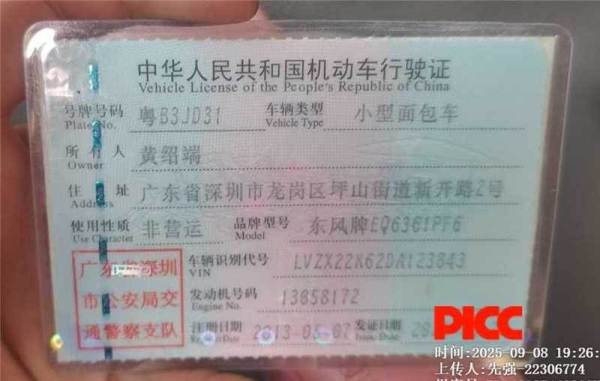 中华人民共和国机动车行驶证
Vehicle License of the People's Republic of China
号牌号码 粤B3JD31 车辆类型 小型面包车
Plate No. Vehicle Type
所有人 黄绍端
Owner
住址 广东省深圳市龙岗区坪山街道新开路2号
Address
使用性质 非营运 品牌型号 东风牌EQ6361PF6
Use Character Model
车辆识别代号 LVZX22K62DA123843
VIN
发动机号码 13858172
Engine No.
注册日期 发证日期
Issue Date
广东省深圳
市公安局交
通警察支队
PICC
时间:2025-09-08 19:26:
上传人:先强-22306774